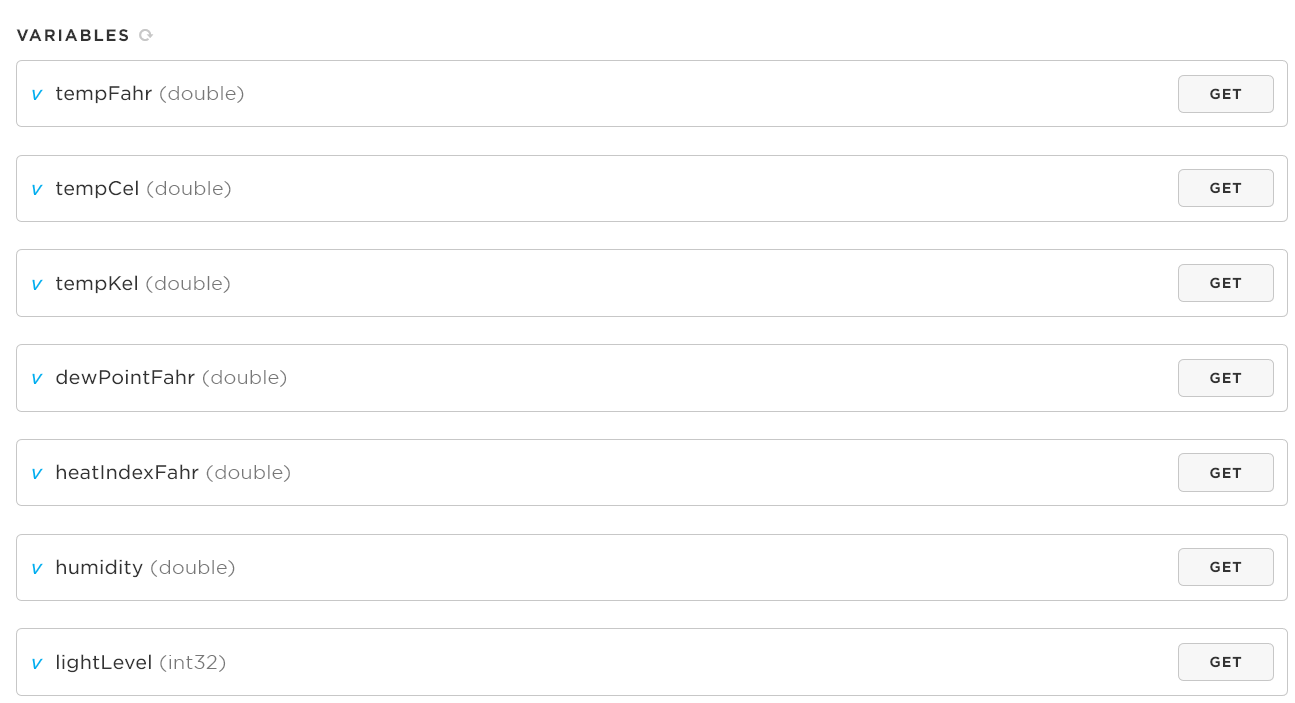 VARIABLES
v tempFahr (double) GET
v tempCel (double) GET
v tempKel (double) GET
v dewPointFahr (double) GET
v heatIndexFahr (double) GET
v humidity (double) GET
v lightLevel (int32) GET